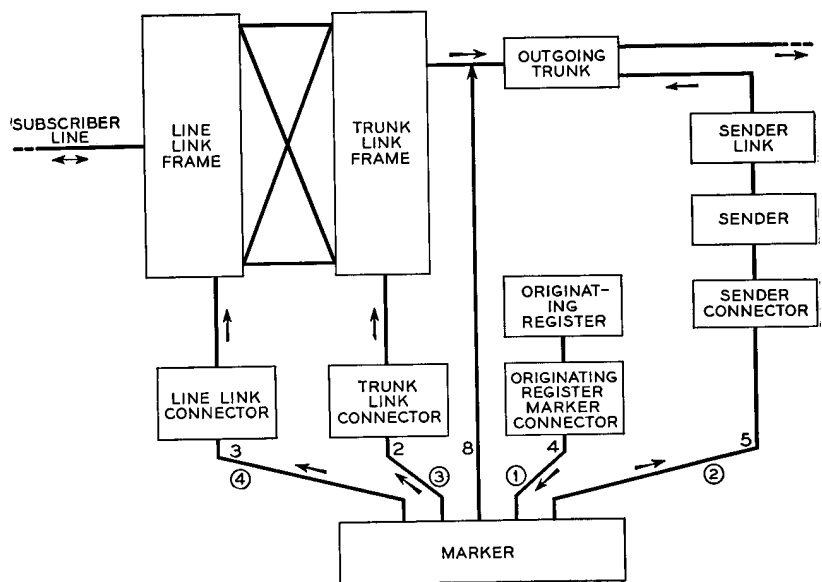 SUBSCRIBER
LINE
LINE
LINK
FRAME
TRUNK
LINK
FRAME
OUTGOING
TRUNK
SENDER
LINK
SENDER
SENDER
CONNECTOR
ORIGINAT-
ING
REGISTER
ORIGINATING
REGISTER
MARKER
CONNECTOR
LINE LINK
CONNECTOR
TRUNK
LINK
CONNECTOR
3
④
2
③
8
4
①
5
②
MARKER